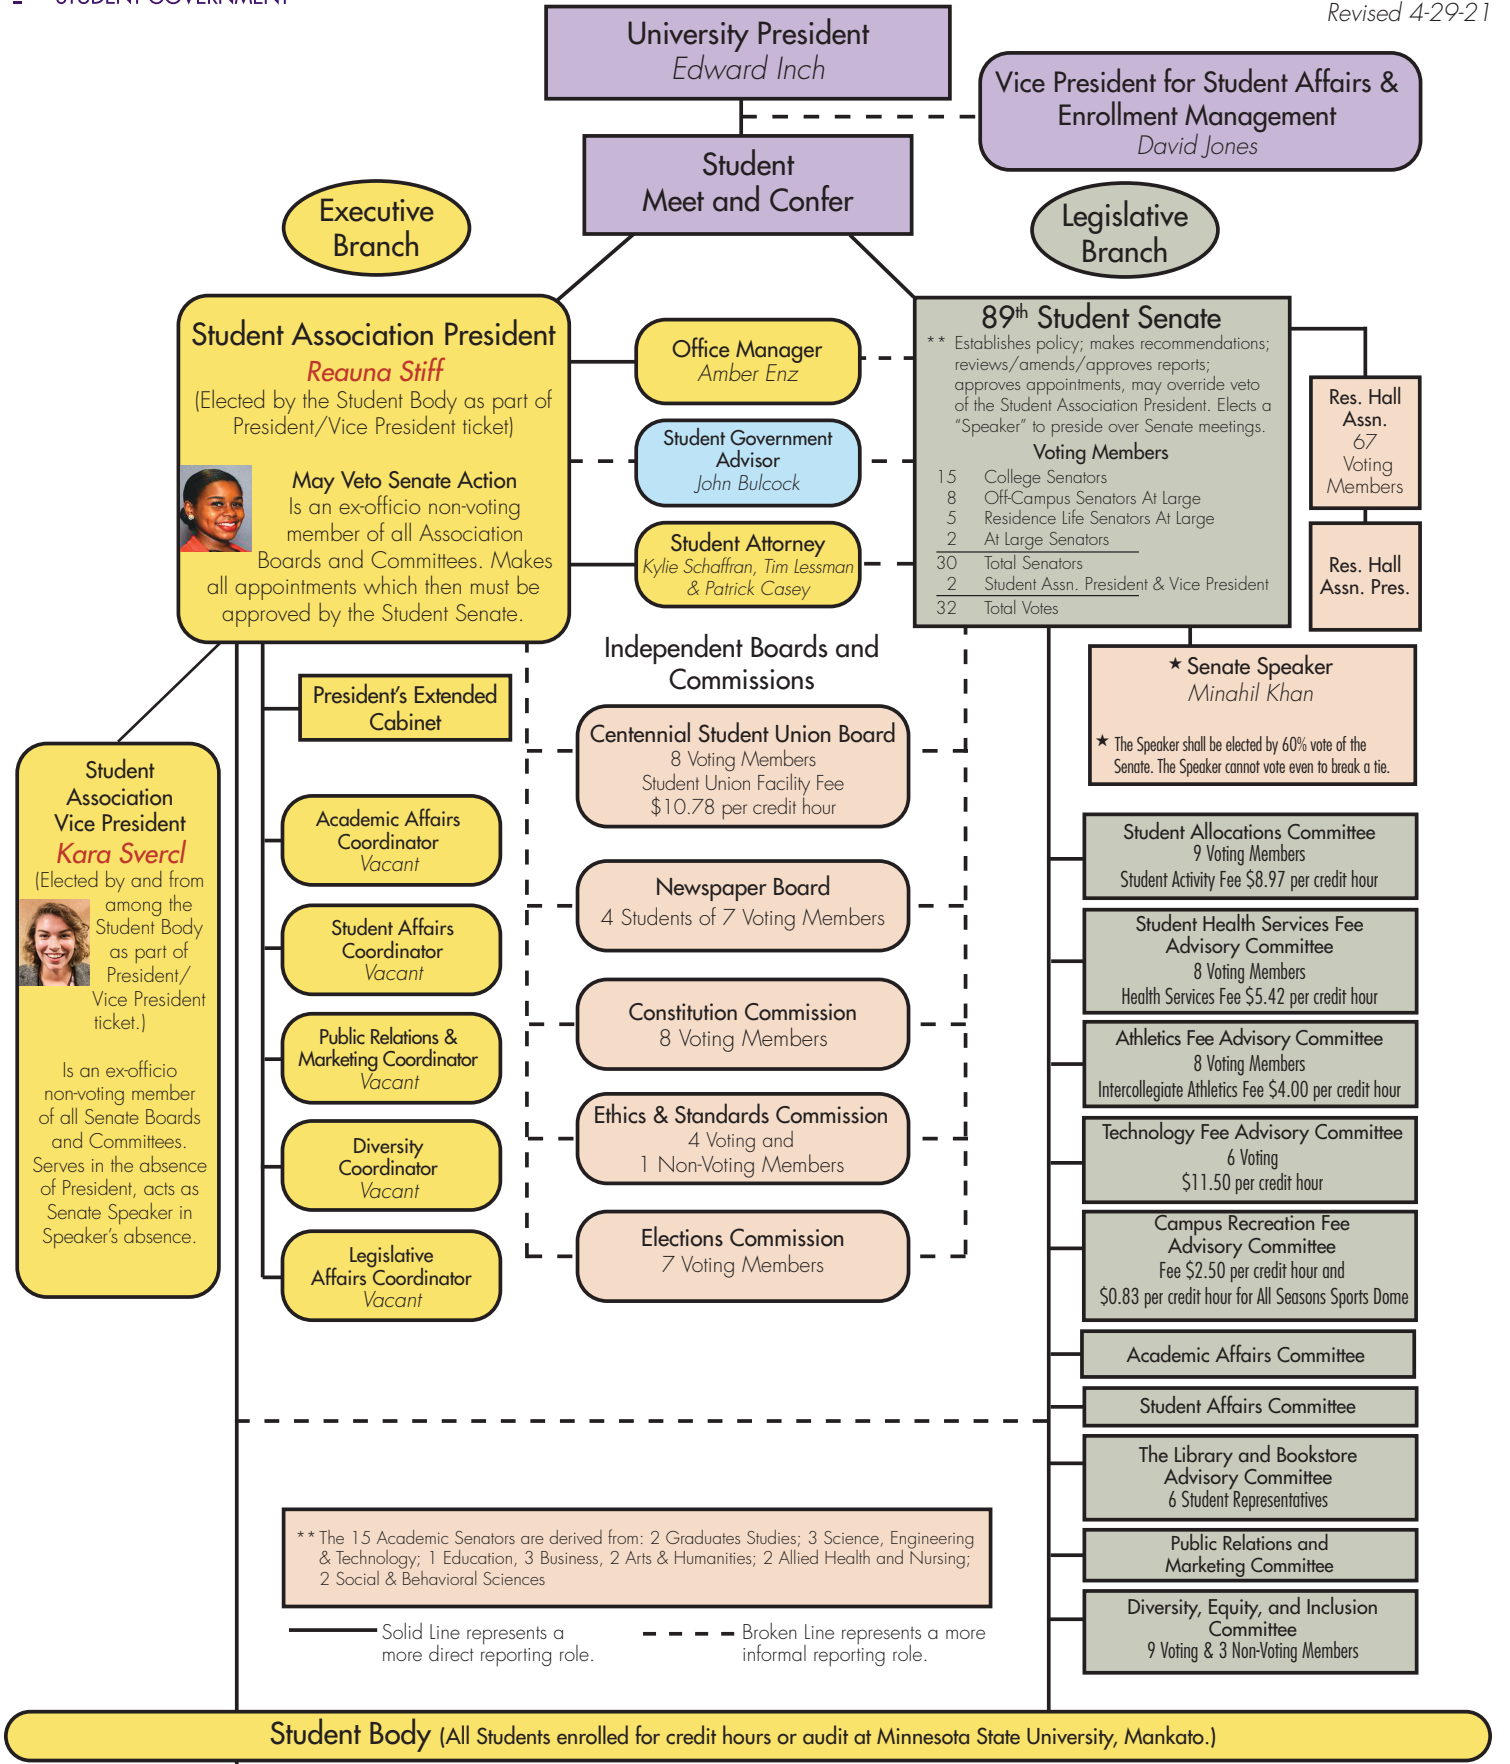 STUDENT GOVERNMENT
Revised 4-29-21
University President
Edward Inch
Vice President for Student Affairs &
Enrollment Management
David Jones
Student
Meet and Confer
Executive
Branch
Legislative
Branch
Student Association President
Reauna Stiff
(Elected by the Student Body as part of
President/Vice President ticket)
May Veto Senate Action
Is an ex-officio non-voting
member of all Association
Boards and Committees. Makes
all appointments which then must be
approved by the Student Senate.
Office Manager
Amber Enz
Student Government
Advisor
John Bulcock
Student Attorney
Kylie Schaffran, Tim Lessman
& Patrick Casey
89th Student Senate
** Establishes policy; makes recommendations;
reviews/amends/approves reports;
approves appointments, may override veto
of the Student Association President. Elects a
“Speaker” to preside over Senate meetings.
Voting Members
15 College Senators
8 Off-Campus Senators At Large
5 Residence Life Senators At Large
2 At Large Senators
30 Total Senators
2 Student Assn. President & Vice President
32 Total Votes
Res. Hall
Assn.
67
Voting
Members
Res. Hall
Assn. Pres.
★ Senate Speaker
Minahil Khan
★ The Speaker shall be elected by 60% vote of the
Senate. The Speaker cannot vote even to break a tie.
Student
Association
Vice President
Kara Svercl
(Elected by and from
among the
Student Body
as part of
President/
Vice President
ticket.)
Is an ex-officio
non-voting member
of all Senate Boards
and Committees.
Serves in the absence
of President, acts as
Senate Speaker in
Speaker’s absence.
President’s Extended
Cabinet
Academic Affairs
Coordinator
Vacant
Student Affairs
Coordinator
Vacant
Public Relations &
Marketing Coordinator
Vacant
Diversity
Coordinator
Vacant
Legislative
Affairs Coordinator
Vacant
Independent Boards and
Commissions
Centennial Student Union Board
8 Voting Members
Student Union Facility Fee
$10.78 per credit hour
Newspaper Board
4 Students of 7 Voting Members
Constitution Commission
8 Voting Members
Ethics & Standards Commission
4 Voting and
1 Non-Voting Members
Elections Commission
7 Voting Members
Student Allocations Committee
9 Voting Members
Student Activity Fee $8.97 per credit hour
Student Health Services Fee
Advisory Committee
8 Voting Members
Health Services Fee $5.42 per credit hour
Athletics Fee Advisory Committee
8 Voting Members
Intercollegiate Athletics Fee $4.00 per credit hour
Technology Fee Advisory Committee
6 Voting
$11.50 per credit hour
Campus Recreation Fee
Advisory Committee
Fee $2.50 per credit hour and
$0.83 per credit hour for All Seasons Sports Dome
Academic Affairs Committee
Student Affairs Committee
The Library and Bookstore
Advisory Committee
6 Student Representatives
Public Relations and
Marketing Committee
Diversity, Equity, and Inclusion
Committee
9 Voting & 3 Non-Voting Members
** The 15 Academic Senators are derived from: 2 Graduates Studies; 3 Science, Engineering
& Technology; 1 Education, 3 Business, 2 Arts & Humanities; 2 Allied Health and Nursing;
2 Social & Behavioral Sciences
Solid Line represents a
more direct reporting role.
Broken Line represents a more
informal reporting role.
Student Body (All Students enrolled for credit hours or audit at Minnesota State University, Mankato.)